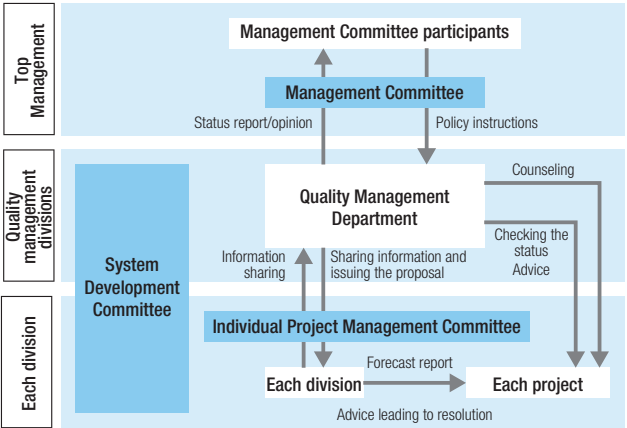 Top
Management
Management Committee participants
Management Committee
Status report/opinion
Policy instructions
Quality
management
divisions
System
Development
Committee
Quality Management
Department
Counseling
Checking the
status
Advice
Information
sharing
Sharing information and
issuing the proposal
Each division
Individual Project Management Committee
Each division
Forecast report
Each project
Advice leading to resolution